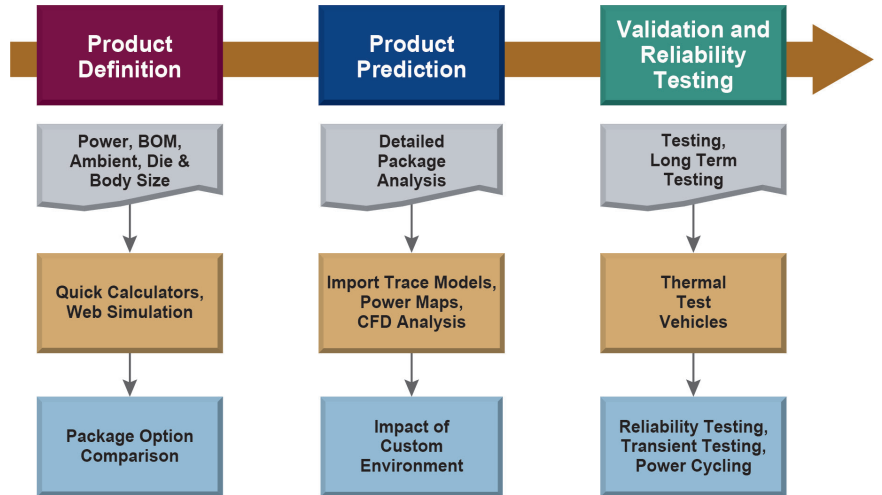 Product
Definition
Product
Prediction
Validation and
Reliability
Testing
Power, BOM,
Ambient, Die &
Body Size
Detailed
Package
Analysis
Testing,
Long Term
Testing
Quick Calculators,
Web Simulation
Import Trace Models,
Power Maps,
CFD Analysis
Thermal
Test
Vehicles
Package Option
Comparison
Impact of
Custom
Environment
Reliability Testing,
Transient Testing,
Power Cycling